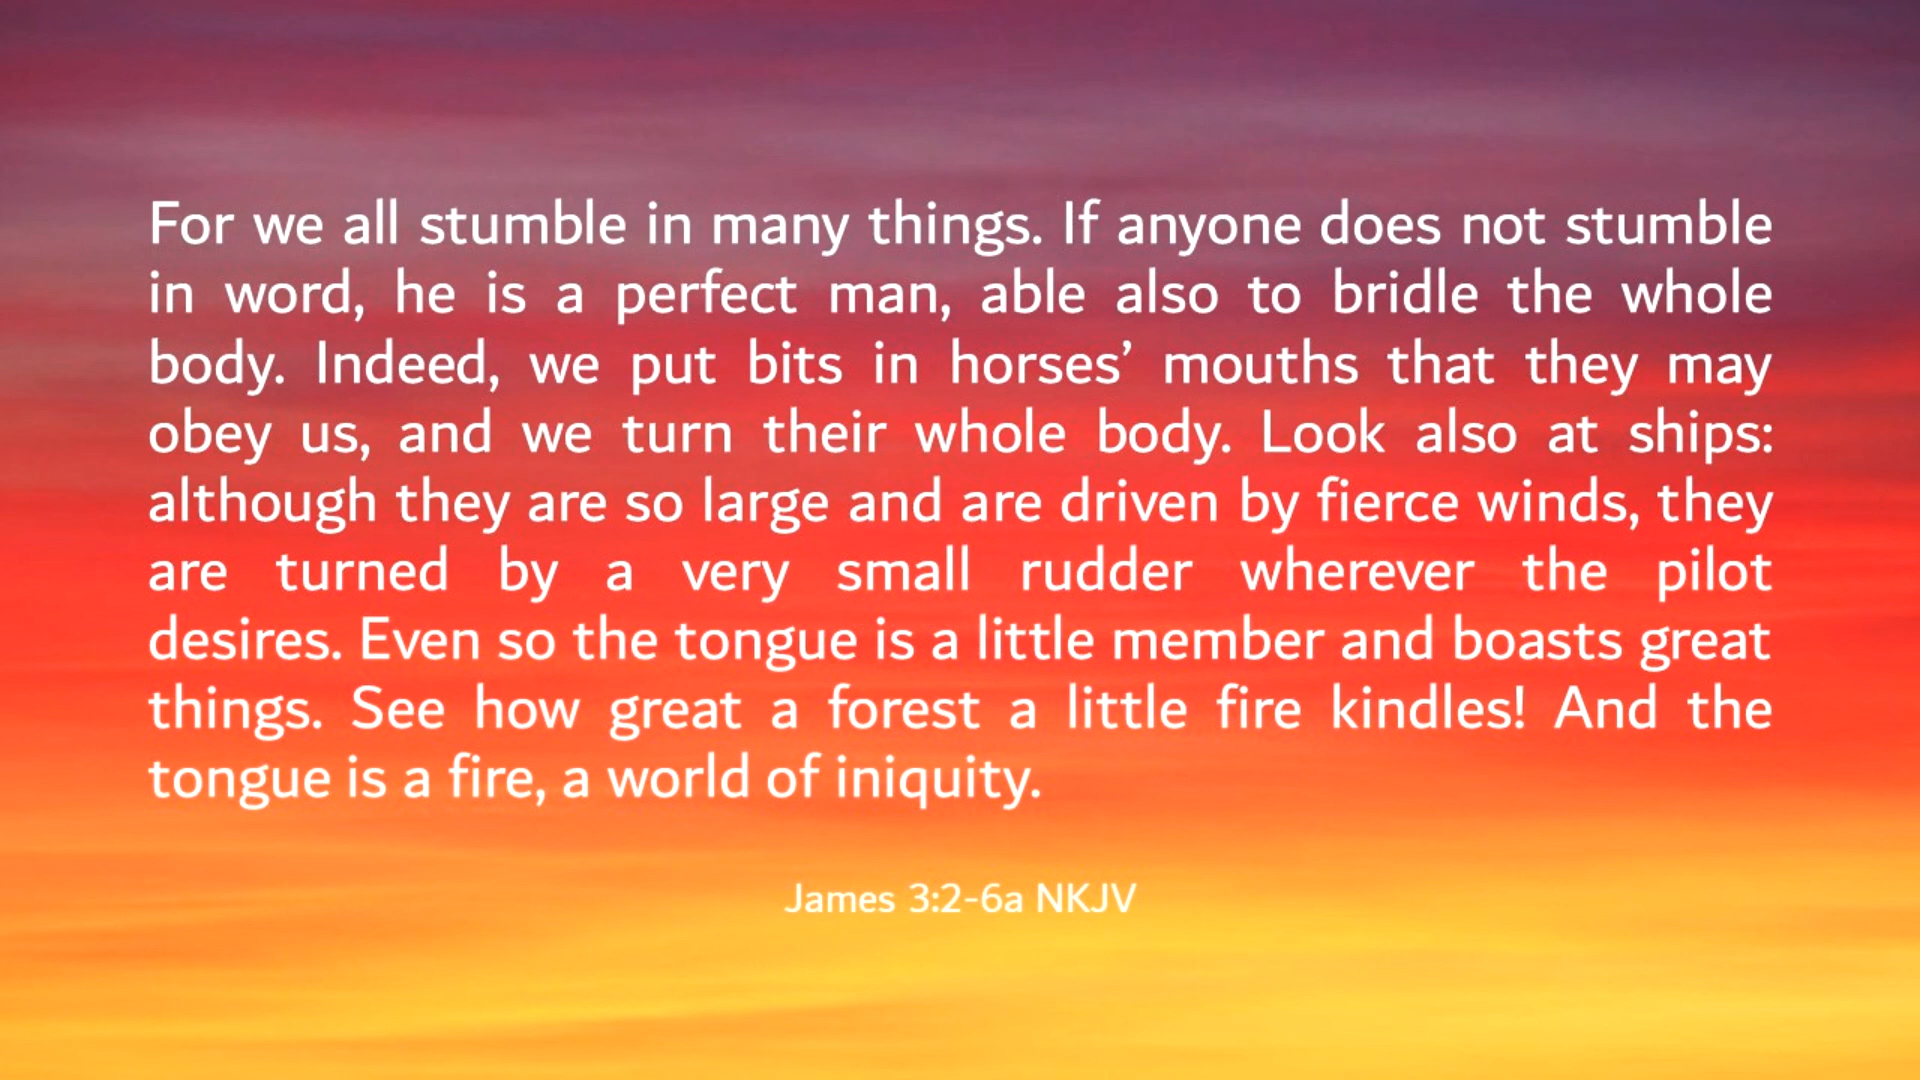 For we all stumble in many things. If anyone does not stumble
in word, he is a perfect man, able also to bridle the whole
body. Indeed, we put bits in horses’ mouths that they may
obey us, and we turn their whole body. Look also at ships:
although they are so large and are driven by fierce winds, they
are turned by a very small rudder wherever the pilot
desires. Even so the tongue is a little member and boasts great
things. See how great a forest a little fire kindles! And the
tongue is a fire, a world of iniquity.
James 3:2-6a NKJV